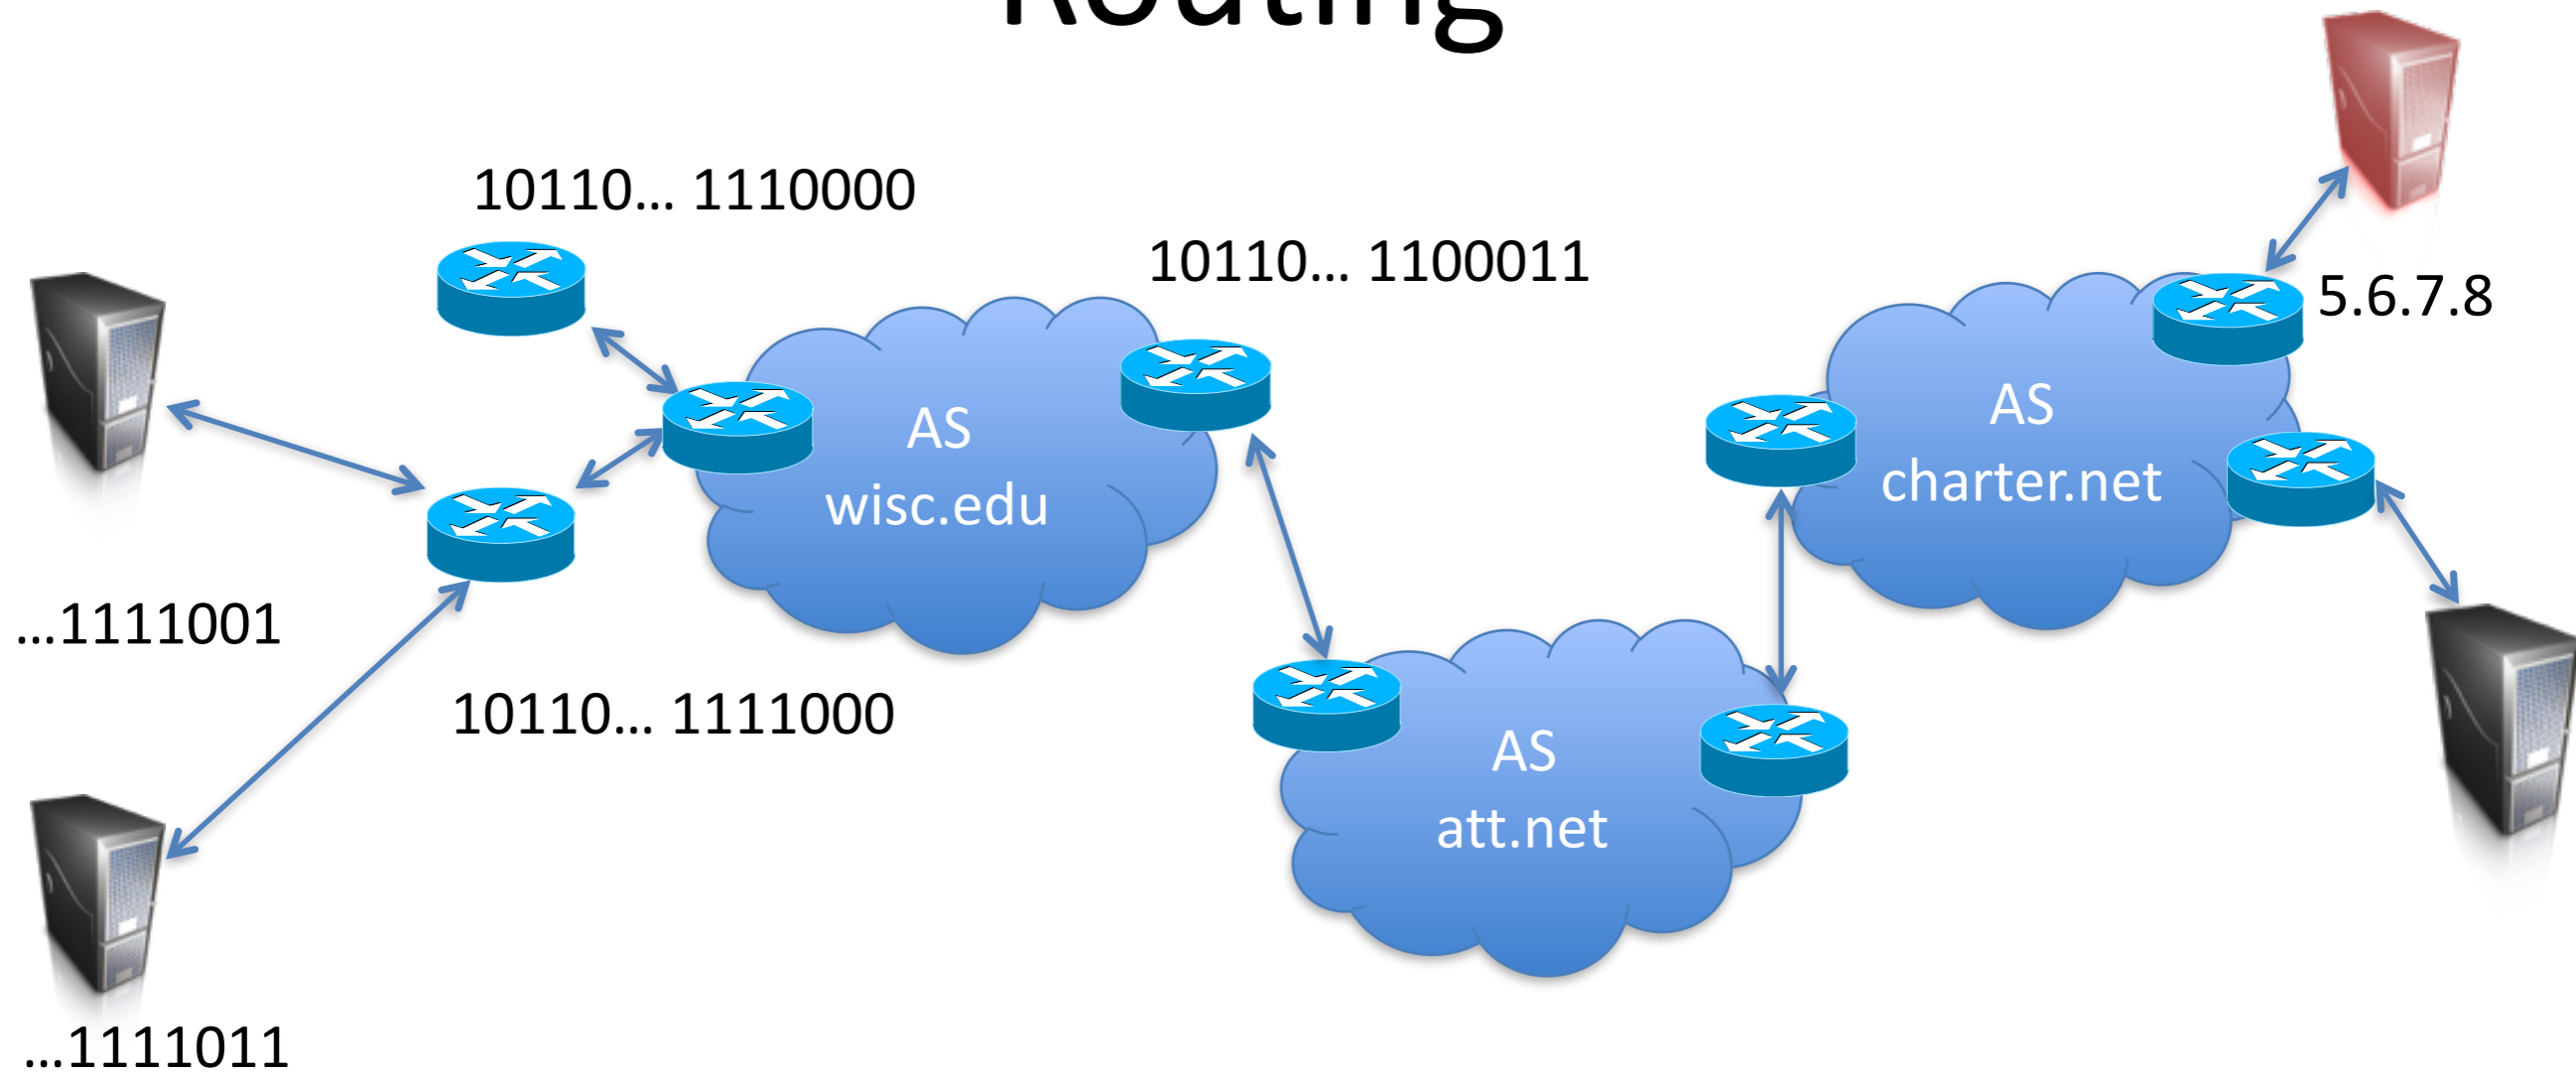 Routing
10110... 1110000
10110... 1100011
5.6.7.8
AS
wisc.edu
AS
charter.net
...1111001
10110... 1111000
AS
att.net
...1111011